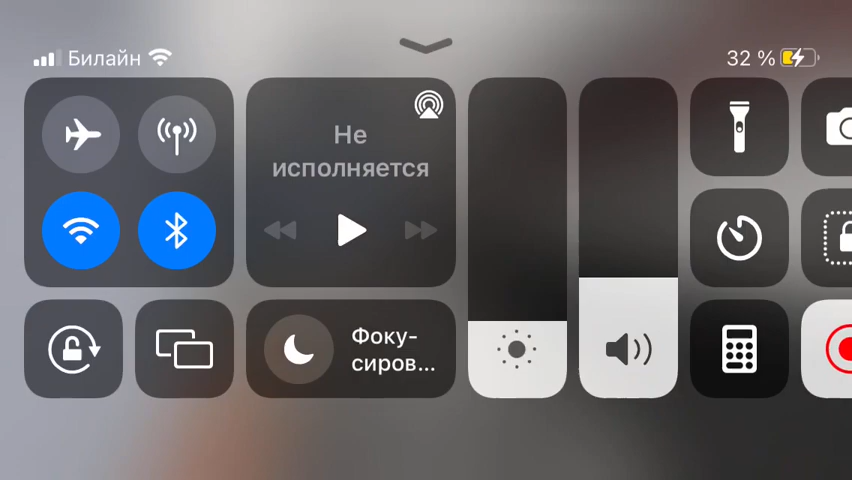 Билайн
32 %
Не
исполняется
Фоку-
сиров...